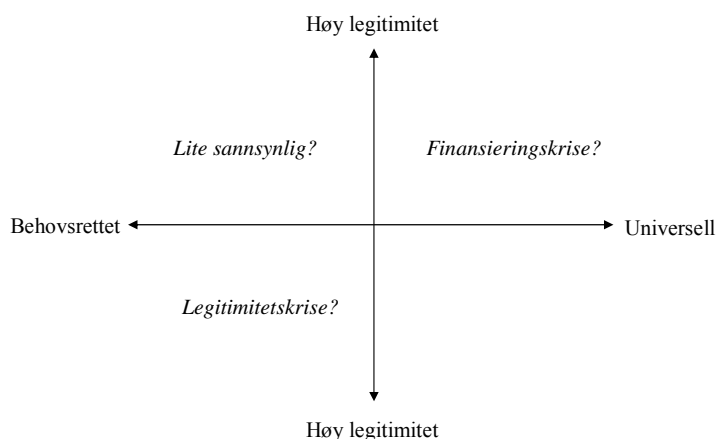 Høy legitimitet
Lite sannsynlig?
Finansieringskrise?
Behovsrettet
Universell
Legitimitetskrise?
Høy legitimitet